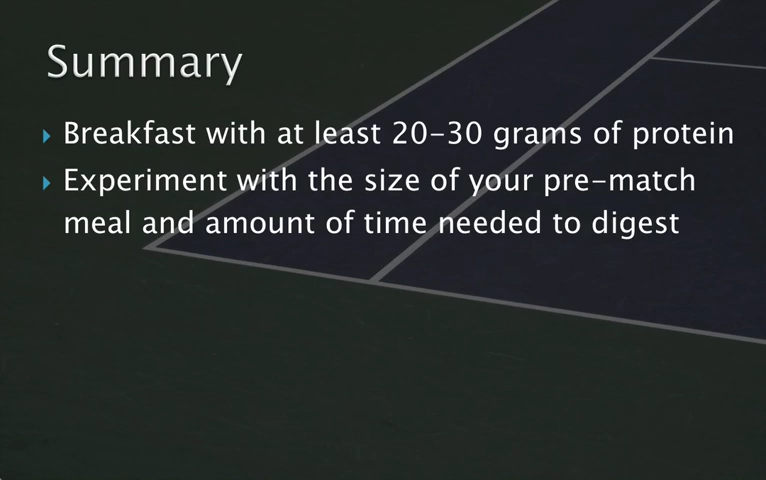 Summary
Breakfast with at least 20-30 grams of protein
Experiment with the size of your pre-match
meal and amount of time needed to digest